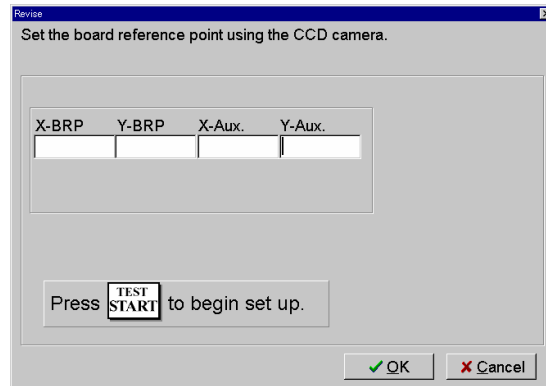 Revise
Set the board reference point using the CCD camera.
X-BRP Y-BRP X-Aux. Y-Aux.
Press TEST START to begin set up.
OK Cancel